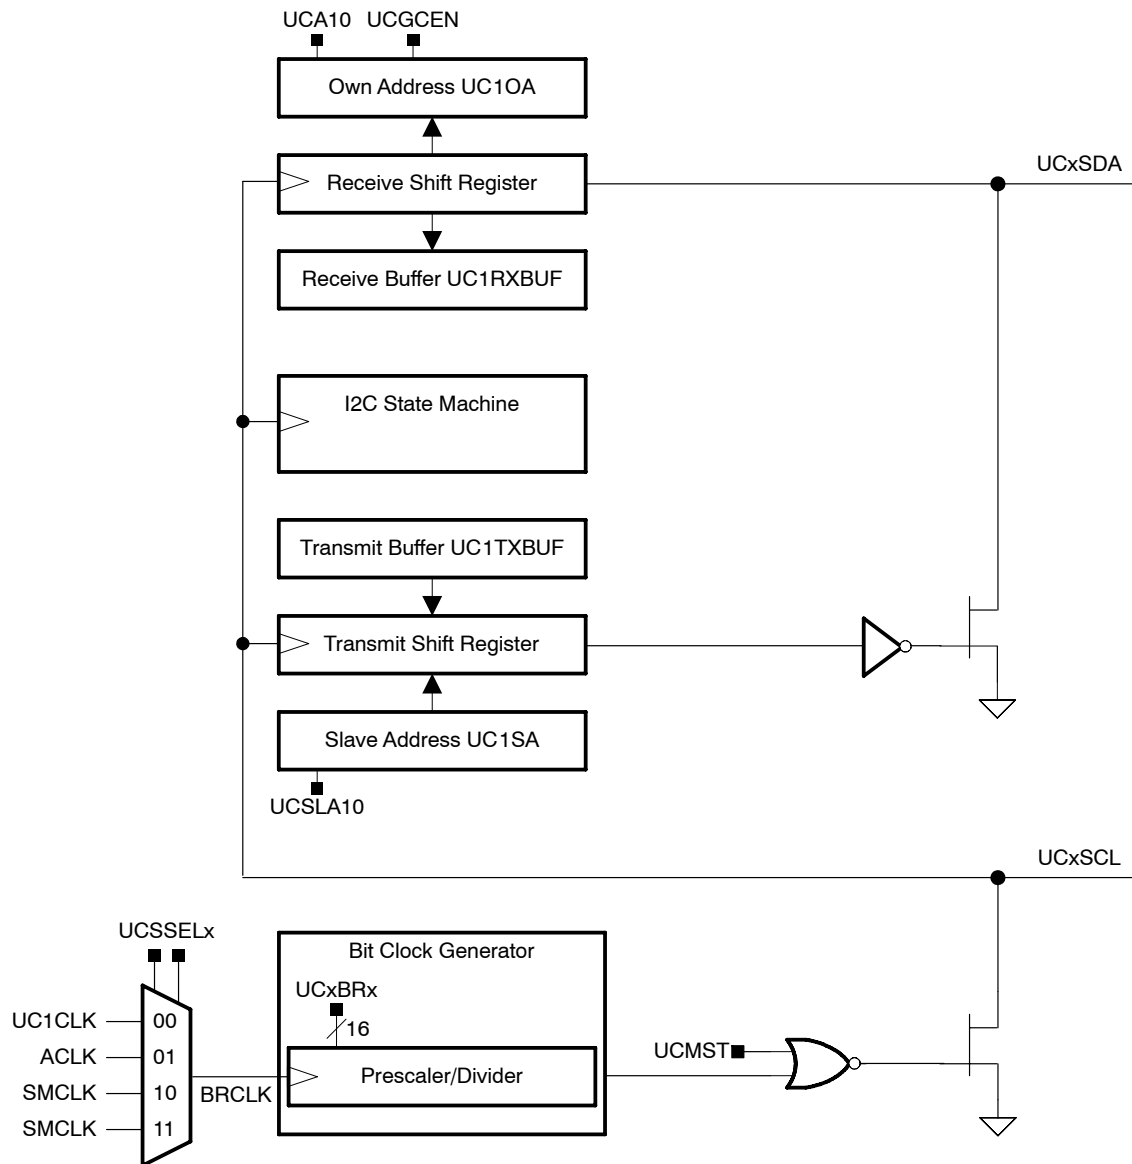 UCA10 UCGCEN
Own Address UC1OA
UCxSDA
Receive Shift Register
Receive Buffer UC1RXBUF
I2C State Machine
Transmit Buffer UC1TXBUF
Transmit Shift Register
Slave Address UC1SA
UCSLA10
UCxSCL
UCSSELx
Bit Clock Generator
UCxBRx
16
UC1CLK 00
ACLK 01
SMCLK 10
SMCLK 11
BRCLK
Prescaler/Divider
UCMST